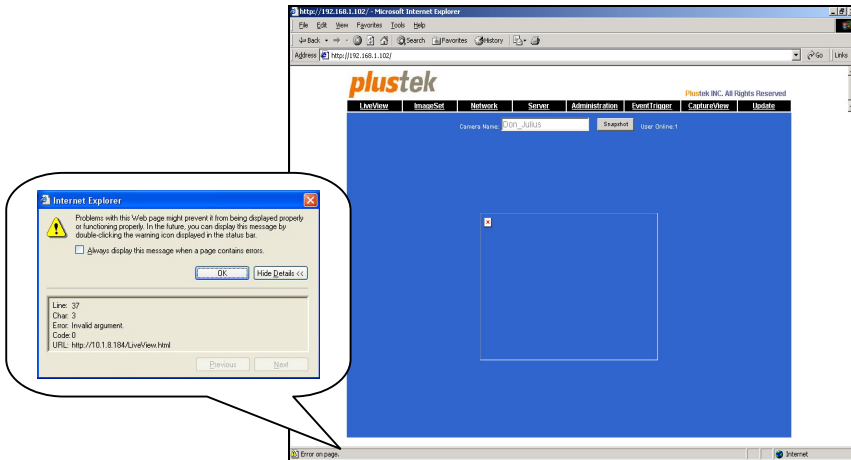 http://192.168.1.102/ - Microsoft Internet Explorer
File Edit View Favorites Tools Help
Back Search Favorites History
Address http://192.168.1.102/ Go Links
plustek
Plustek INC. All Rights Reserved
LiveView ImageSet Network Server Administration EventTrigger CaptureView Update
Camera Name: Don_Julius Snapshot User Online:1
Internet Explorer
Problems with this Web page might prevent it from being displayed properly
or functioning properly. In the future, you can display this message by
double-clicking the warning icon displayed in the status bar.
Always display this message when a page contains errors.
OK Hide Details <<
Line: 37
Char: 3
Error: Invalid argument.
Code: 0
URL: http://10.1.8.184/LiveView.html
Previous Next
Error on page. Internet